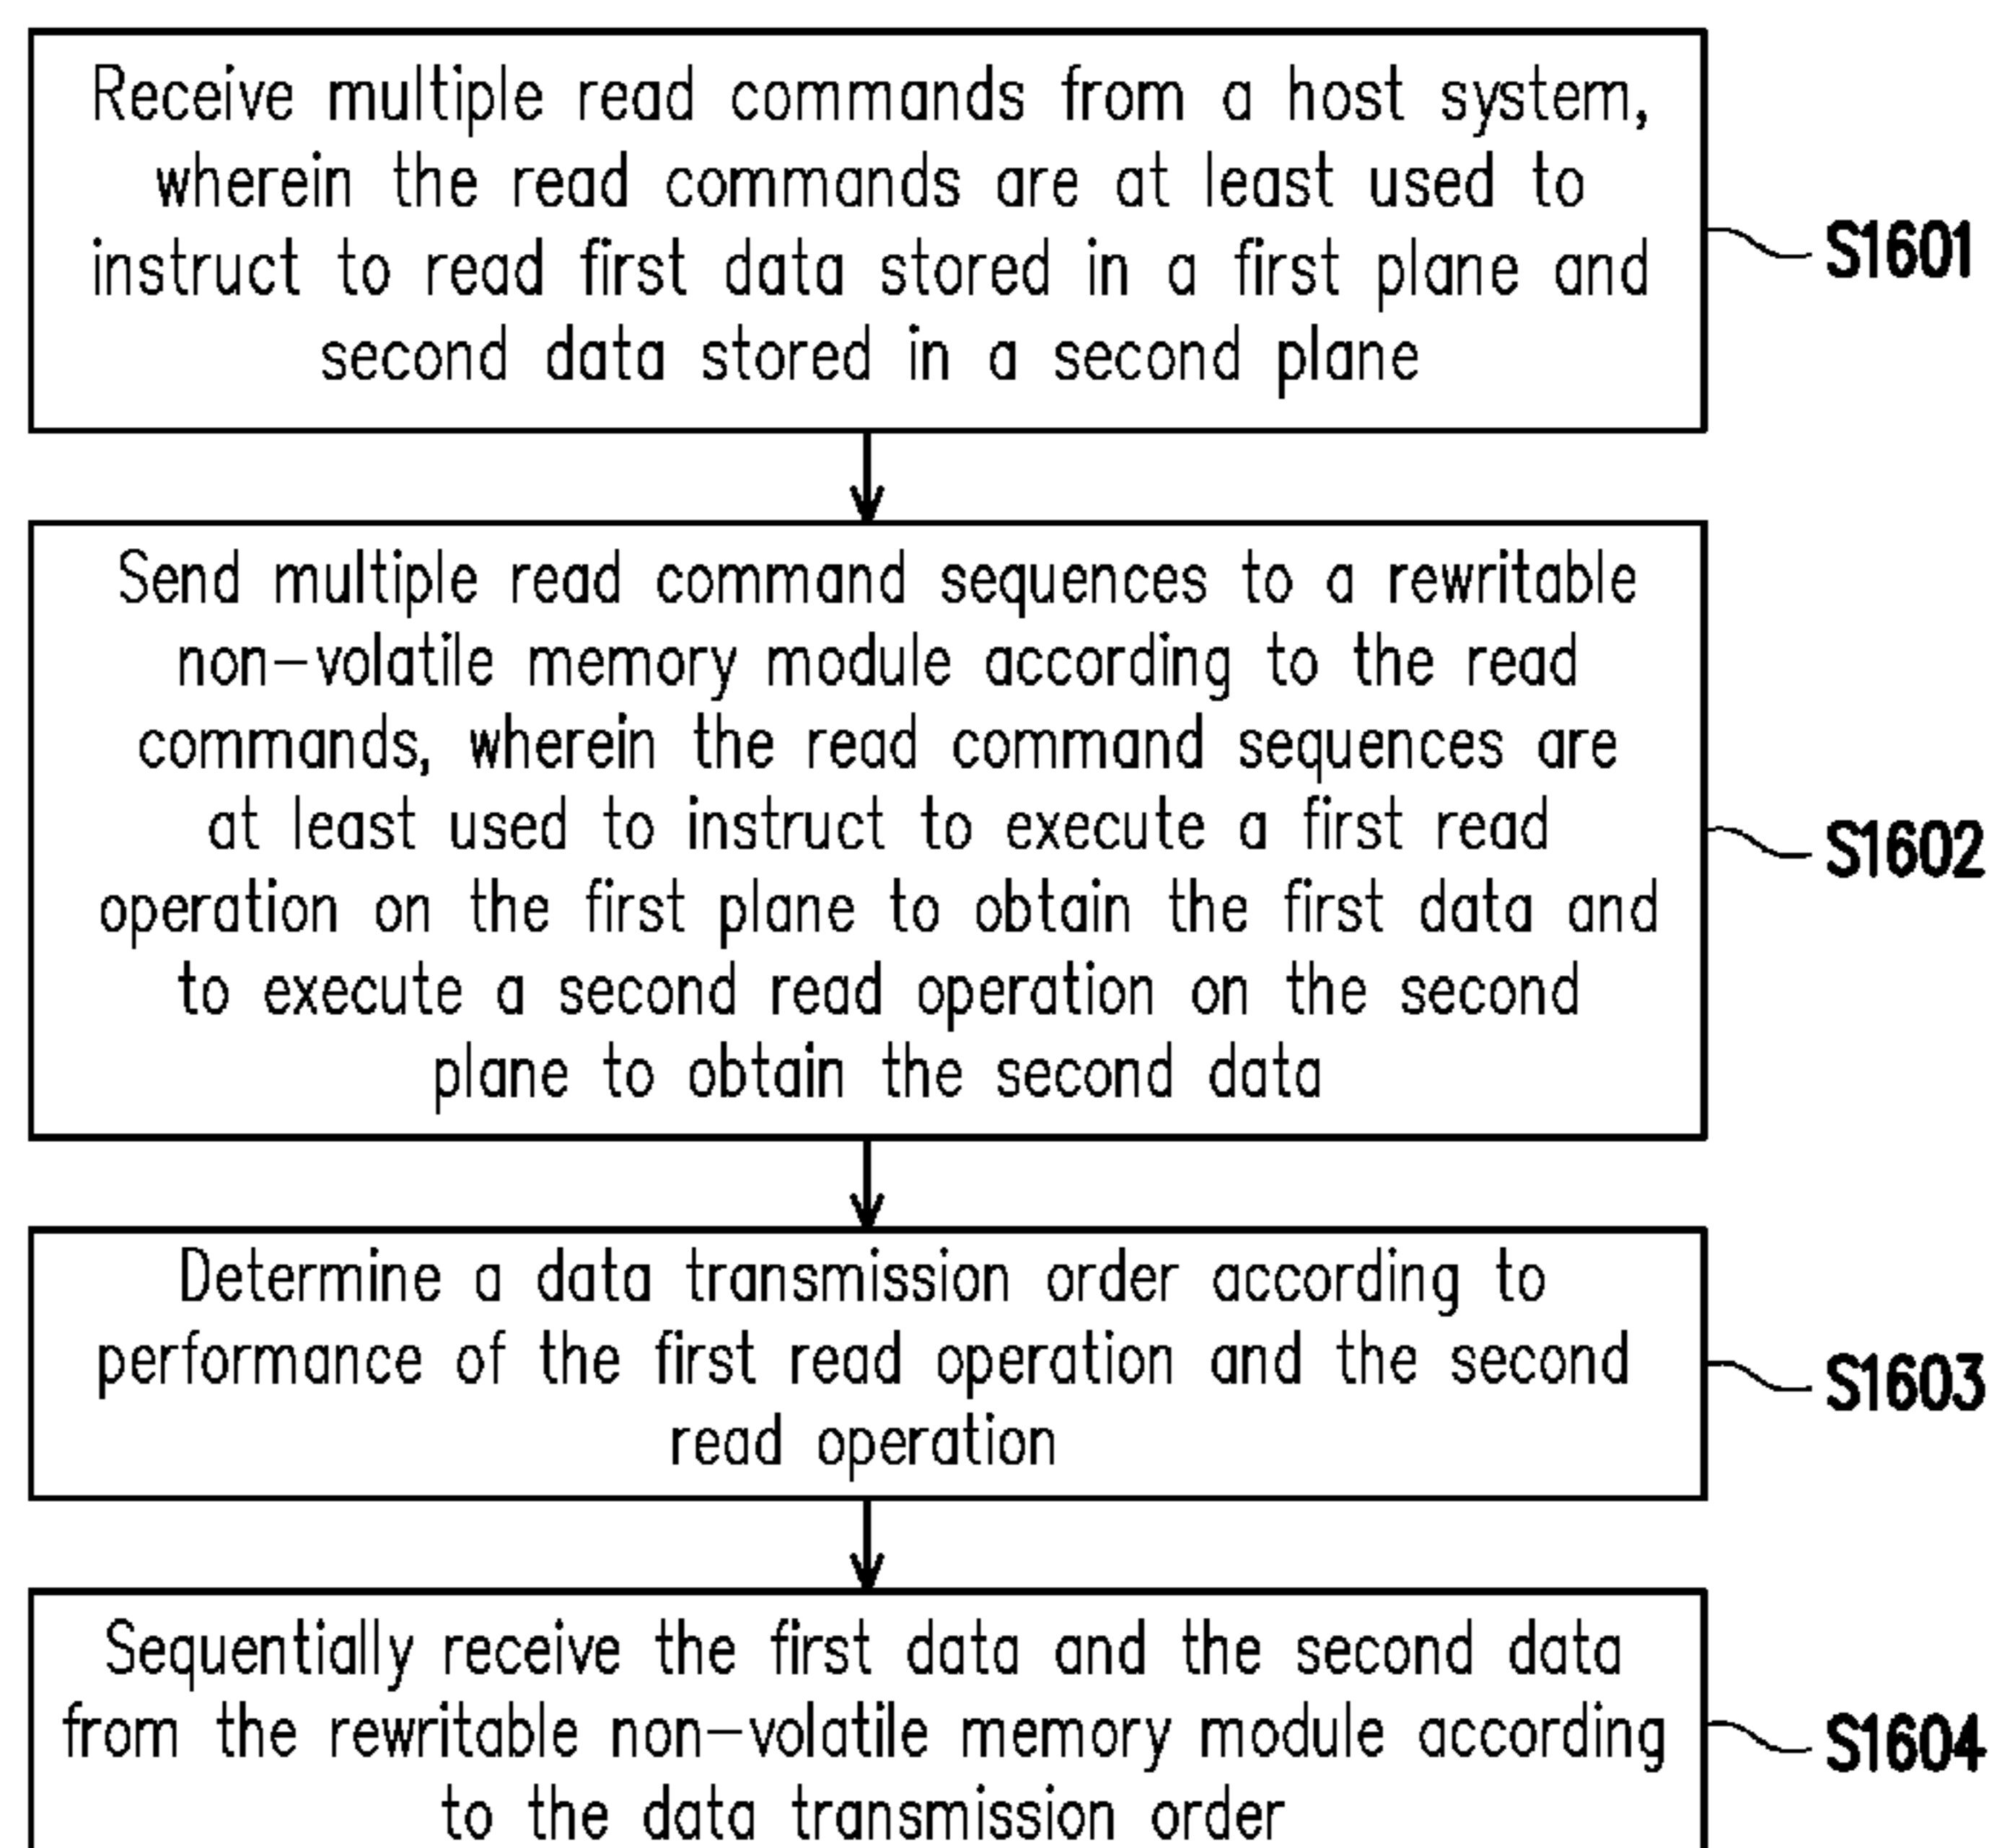 Receive multiple read commands from a host system,
wherein the read commands are at least used to
instruct to read first data stored in a first plane and
second data stored in a second plane
S1601
Send multiple read command sequences to a rewritable
non-volatile memory module according to the read
commands, wherein the read command sequences are
at least used to instruct to execute a first read
operation on the first plane to obtain the first data and
to execute a second read operation on the second
plane to obtain the second data
S1602
Determine a data transmission order according to
performance of the first read operation and the second
read operation
S1603
Sequentially receive the first data and the second data
from the rewritable non-volatile memory module according
to the data transmission order
S1604